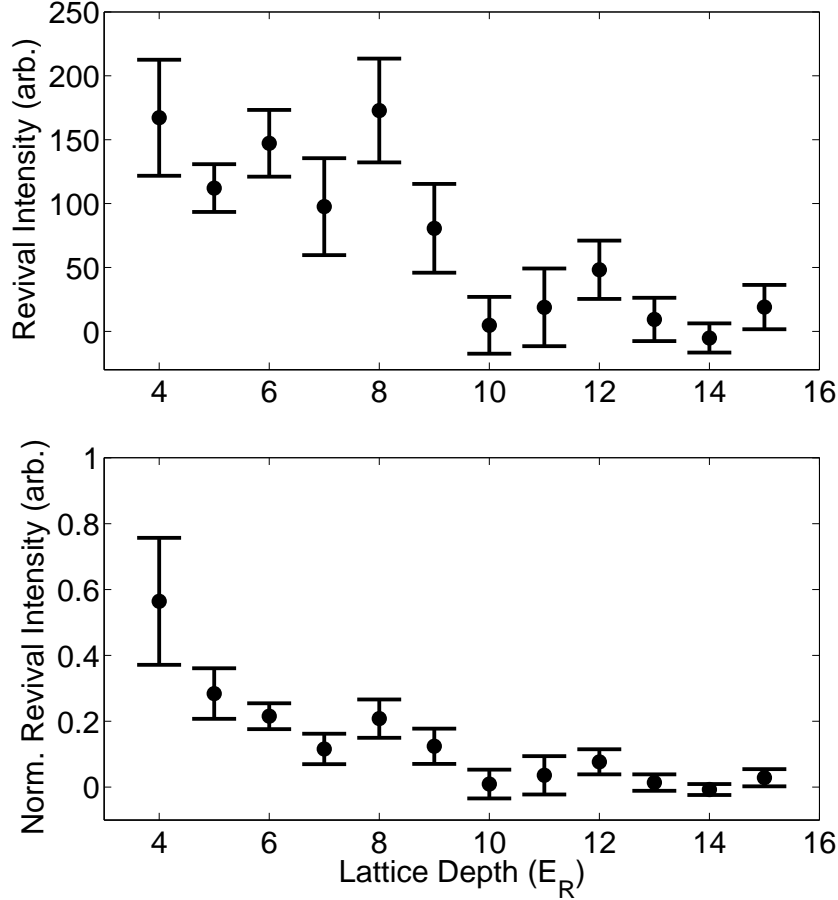 250
200
150
100
50
0
Revival Intensity (arb.)
4 6 8 10 12 14 16
1
0.8
0.6
0.4
0.2
0
Norm. Revival Intensity (arb.)
4 6 8 10 12 14 16
Lattice Depth (E_R)